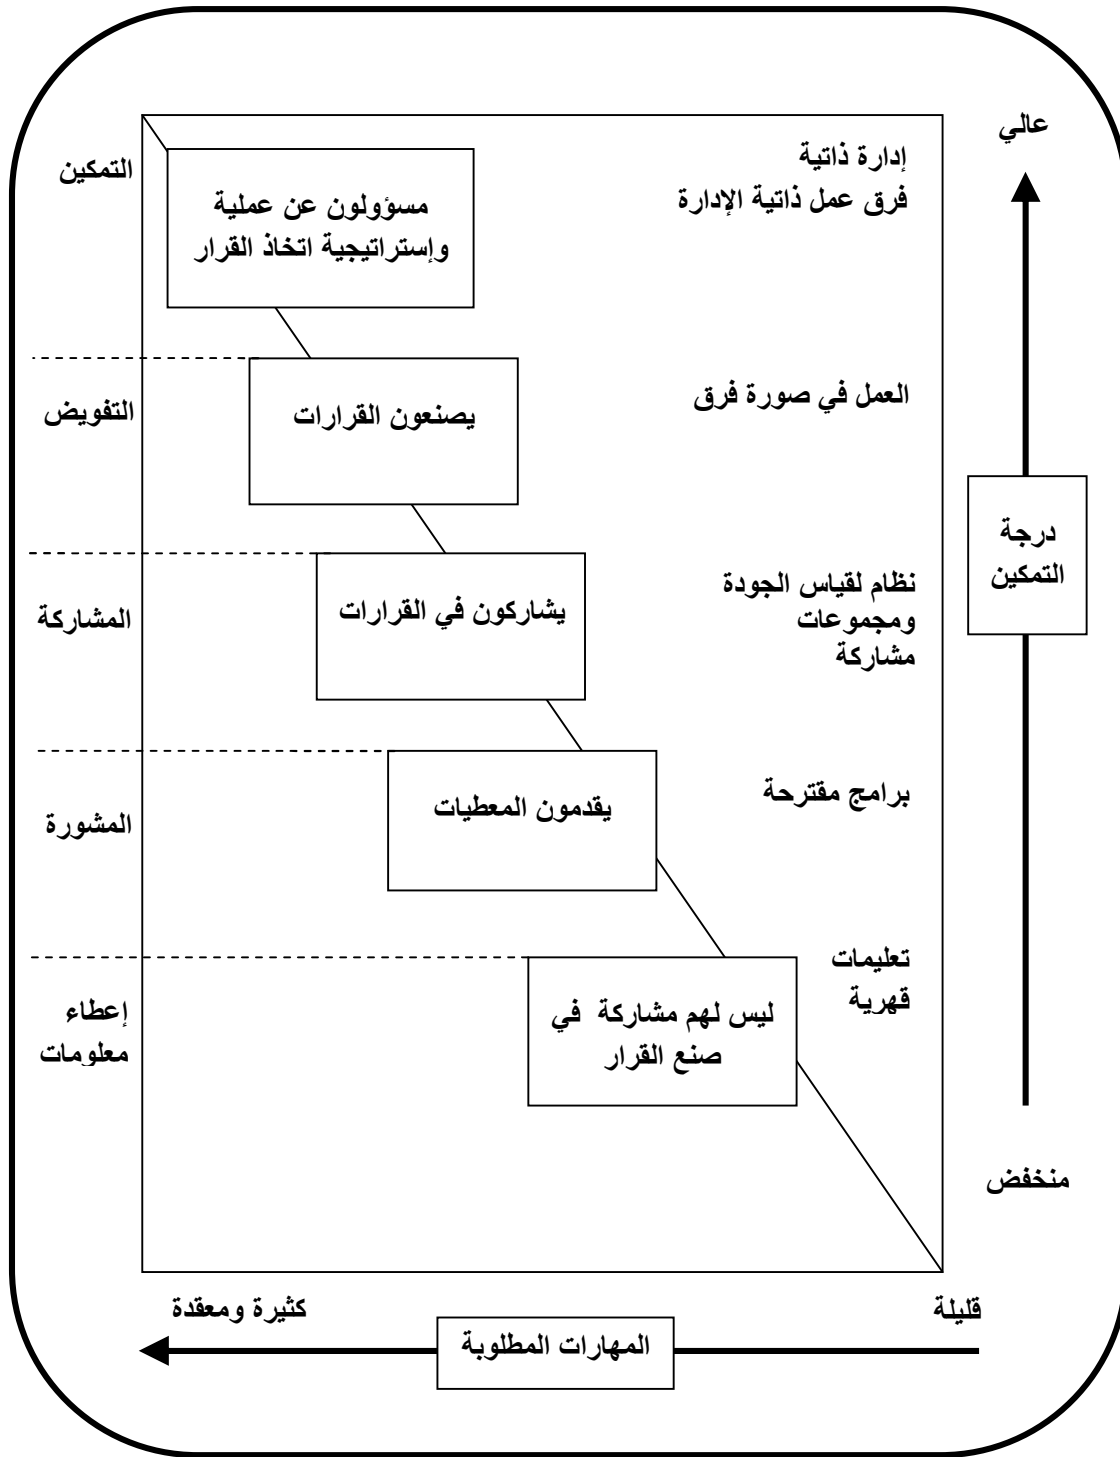 عالي
إدارة ذاتية
فرق عمل ذاتية الإدارة
مسؤولون عن عملية
وإستراتيجية اتخاذ القرار
التمكين
العمل في صورة فرق
يصنعون القرارات
التفويض
درجة
التمكين
نظام لقياس الجودة
ومجموعات
مشاركة
يشاركون في القرارات
المشاركة
برامج مقترحة
يقدمون المعطيات
المشورة
تعليمات
قهرية
ليس لهم مشاركة في
صنع القرار
إعطاء
معلومات
منخفض
قليلة
كثيرة ومعقدة
المهارات المطلوبة